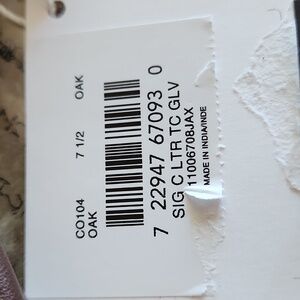 CO104 7 1/2 OAK
OAK
7 22947 67093 0
SIG C LTR TC GLV
11006708JAX
MADE IN INDIA/INDE